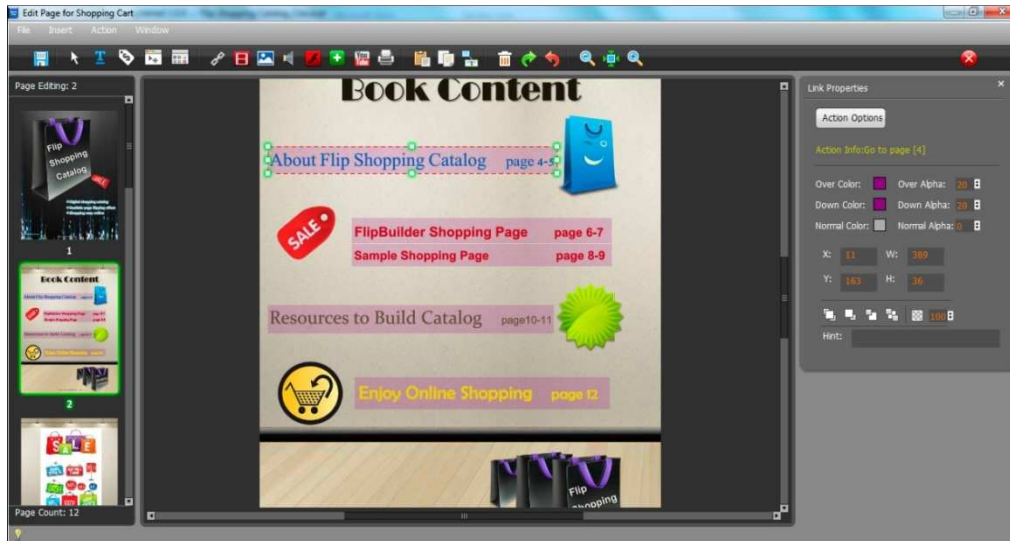 Edit Page for Shopping Cart
File Insert Action Window
Page Editing: 2
Flip
Shopping
Catalog
SALE
1
Book Content
2
SALE
Page Count: 12
Book Content
About Flip Shopping Catalog page 4-5
SALE
FlipBuilder Shopping Page page 6-7
Sample Shopping Page page 8-9
Resources to Build Catalog page10-11
Enjoy Online Shopping page 12
Flip
Shopping
Link Properties
Action Options
Action Info:Go to page [4]
Over Color: Over Alpha: 20
Down Color: Down Alpha: 20
Normal Color: Normal Alpha: 0
X: 11 W: 389
Y: 163 H: 36
100
Hint: